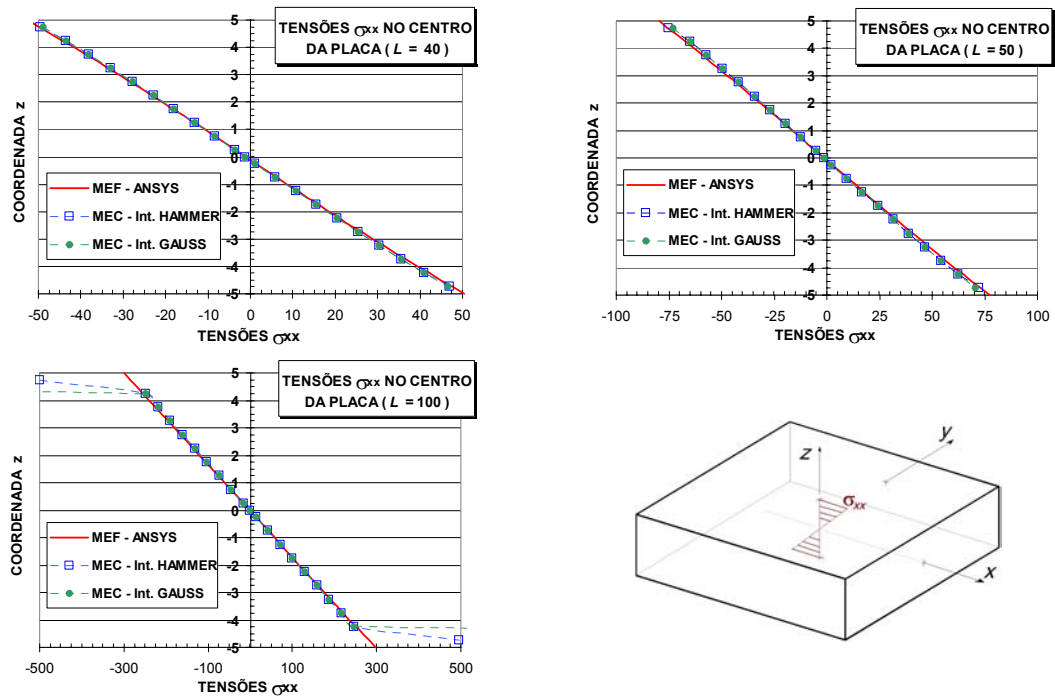 TENSÕES σxx NO CENTRO
DA PLACA ( L = 40 )
COORDENADA z
5
4
3
2
1
0
-1
-2
-3
-4
-5
MEF - ANSYS
MEC - Int. HAMMER
MEC - Int. GAUSS
-50 -40 -30 -20 -10 0 10 20 30 40 50
TENSÕES σxx
TENSÕES σxx NO CENTRO
DA PLACA ( L = 50 )
COORDENADA z
5
4
3
2
1
0
-1
-2
-3
-4
-5
MEF - ANSYS
MEC - Int. HAMMER
MEC - Int. GAUSS
-100 -75 -50 -25 0 25 50 75 100
TENSÕES σxx
TENSÕES σxx NO CENTRO
DA PLACA ( L = 100 )
COORDENADA z
5
4
3
2
1
0
-1
-2
-3
-4
-5
MEF - ANSYS
MEC - Int. HAMMER
MEC - Int. GAUSS
-500 -300 -100 100 300 500
TENSÕES σxx
y
z
σxx
x